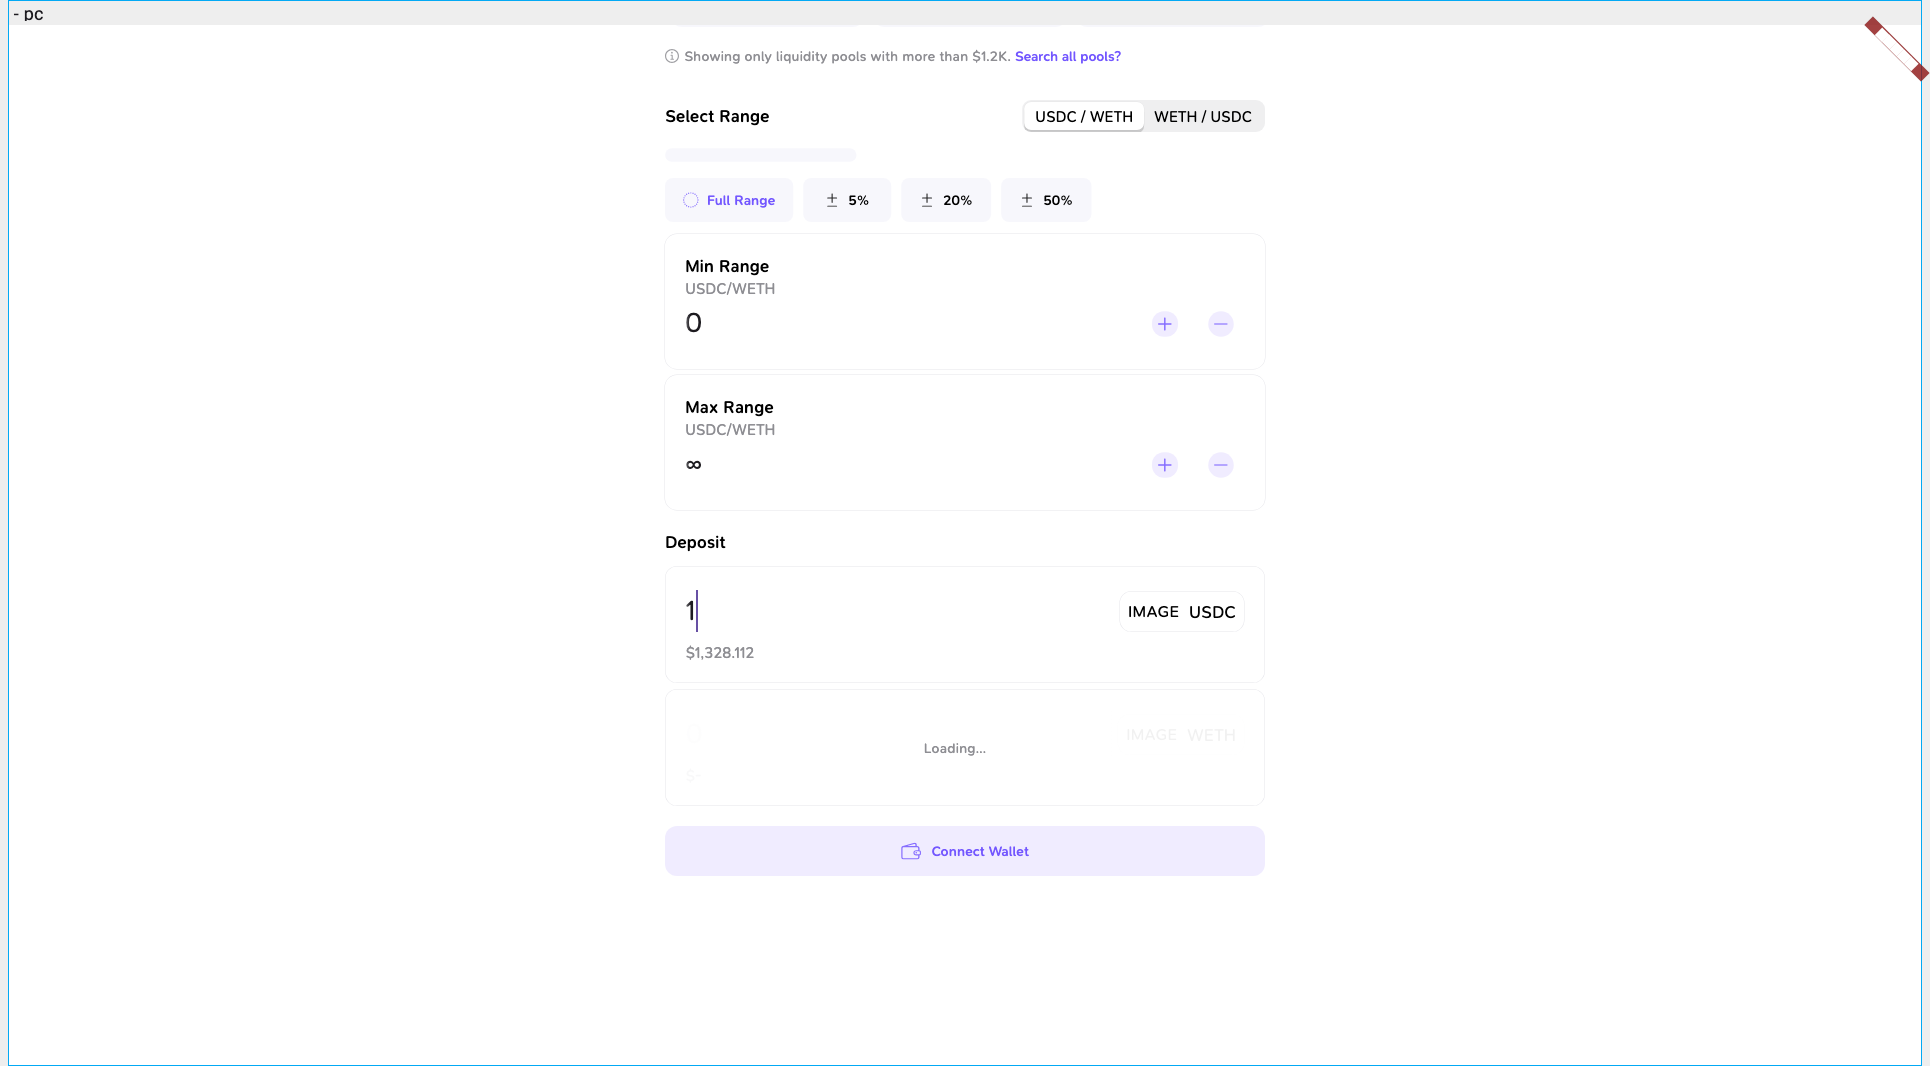 - pc
Showing only liquidity pools with more than $1.2K. Search all pools?
Select Range
USDC / WETH WETH / USDC
Full Range
± 5%
± 20%
± 50%
Min Range
USDC/WETH
0
Max Range
USDC/WETH
∞
Deposit
1
IMAGE USDC
$1,328.112
0
IMAGE WETH
Loading...
$-
Connect Wallet